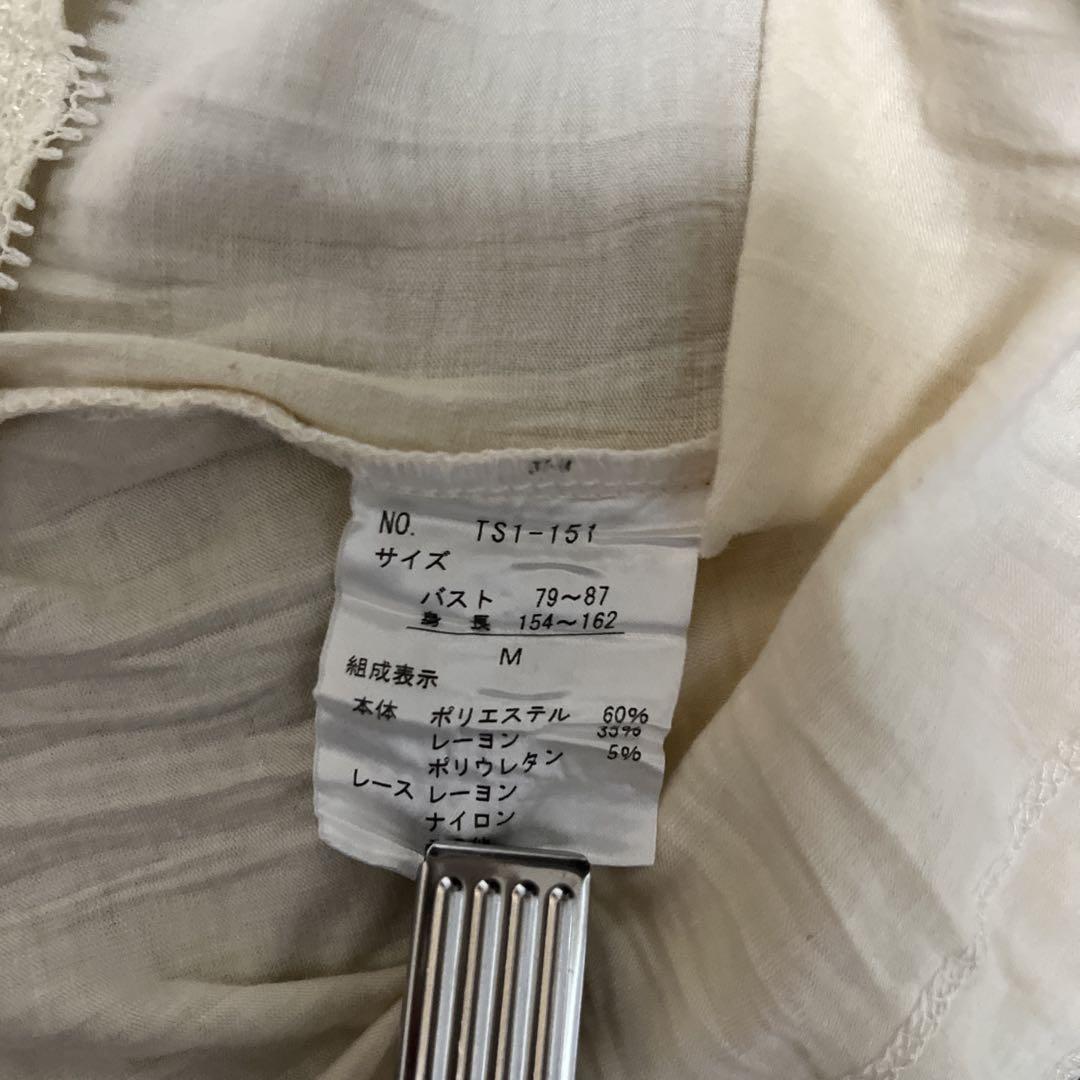 NO. TS1-151
サイズ
バスト 79～87
身長 154～162
M
組成表示
本体 ポリエステル 60%
レーヨン 35%
ポリウレタン 5%
レース レーヨン
ナイロン